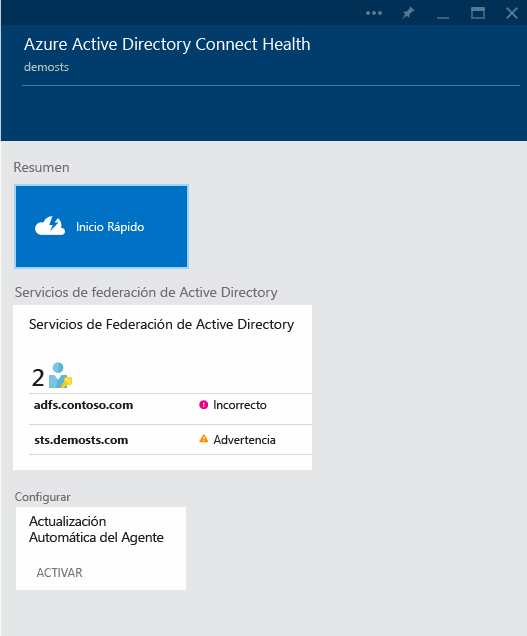 Azure Active Directory Connect Health
demosts
Resumen
Inicio Rápido
Servicios de federación de Active Directory
Servicios de Federación de Active Directory
2
adfs.contoso.com Incorrecto
sts.demosts.com Advertencia
Configurar
Actualización
Automática del Agente
ACTIVAR